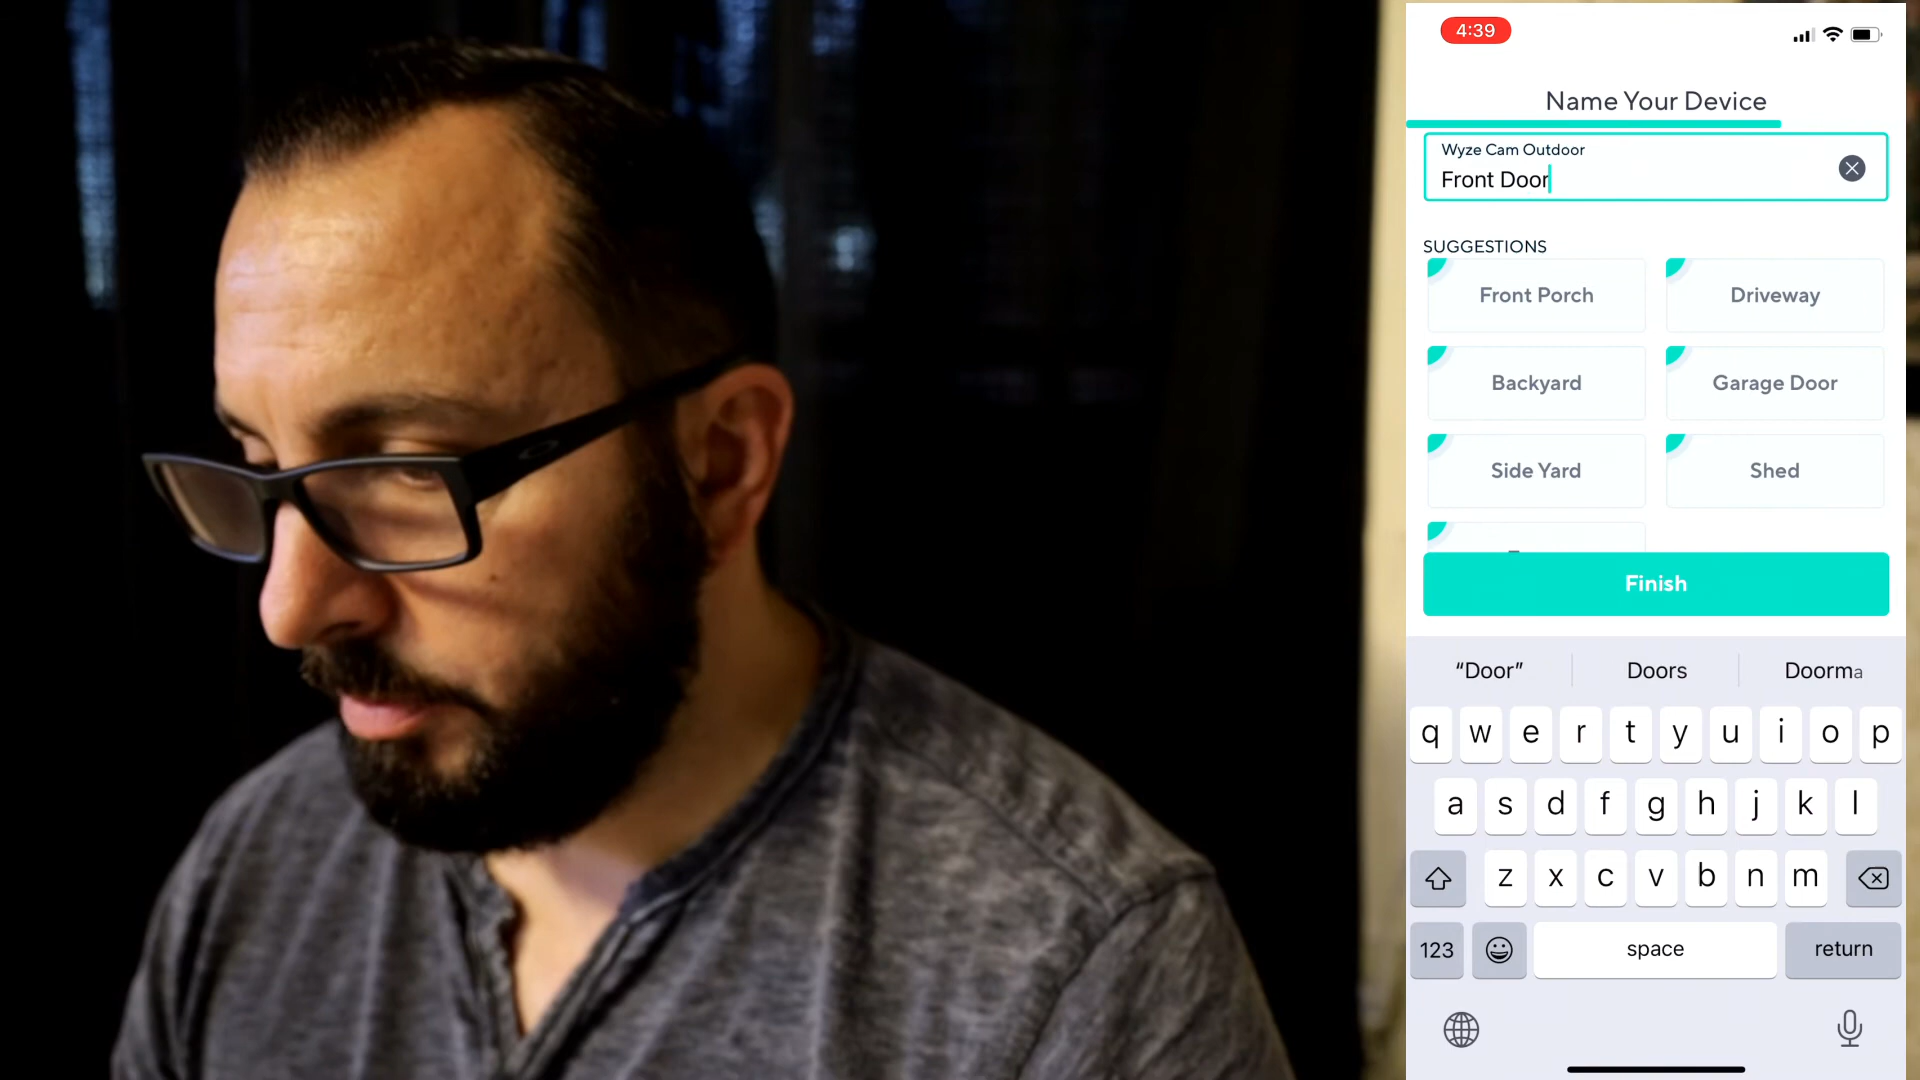 4:39
Name Your Device
Wyze Cam Outdoor
Front Door
SUGGESTIONS
Front Porch Driveway
Backyard Garage Door
Side Yard Shed
Finish
“Door” Doors Doorma
q w e r t y u i o p
a s d f g h j k l
z x c v b n m
123 space return